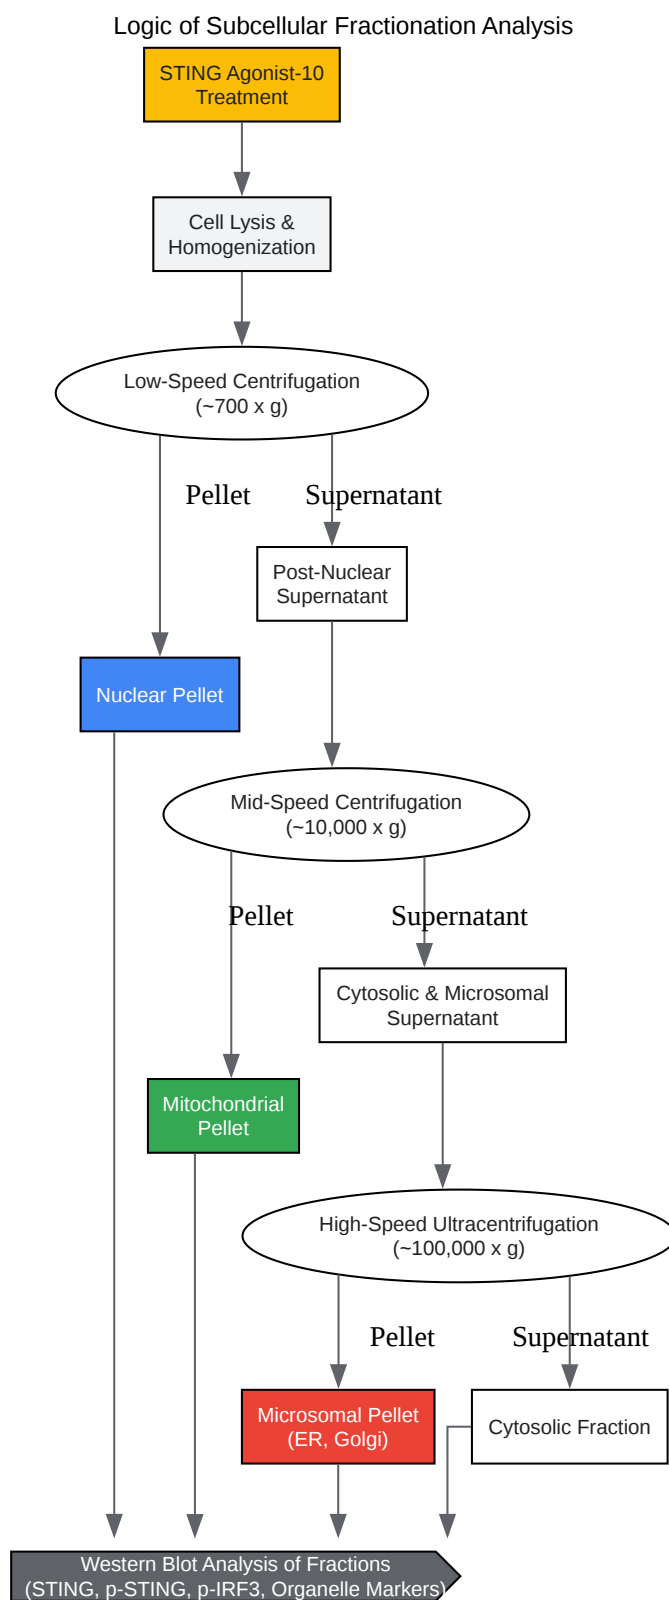 Logic of Subcellular Fractionation Analysis
STING Agonist-10
Treatment
Cell Lysis &
Homogenization
Low-Speed Centrifugation
(~700 x g)
Pellet
Supernatant
Post-Nuclear
Supernatant
Nuclear Pellet
Mid-Speed Centrifugation
(~10,000 x g)
Pellet
Supernatant
Cytosolic & Microsomal
Supernatant
Mitochondrial
Pellet
High-Speed Ultracentrifugation
(~100,000 x g)
Pellet
Supernatant
Microsomal Pellet
(ER, Golgi)
Cytosolic Fraction
Western Blot Analysis of Fractions
(STING, p-STING, p-IRF3, Organelle Markers)